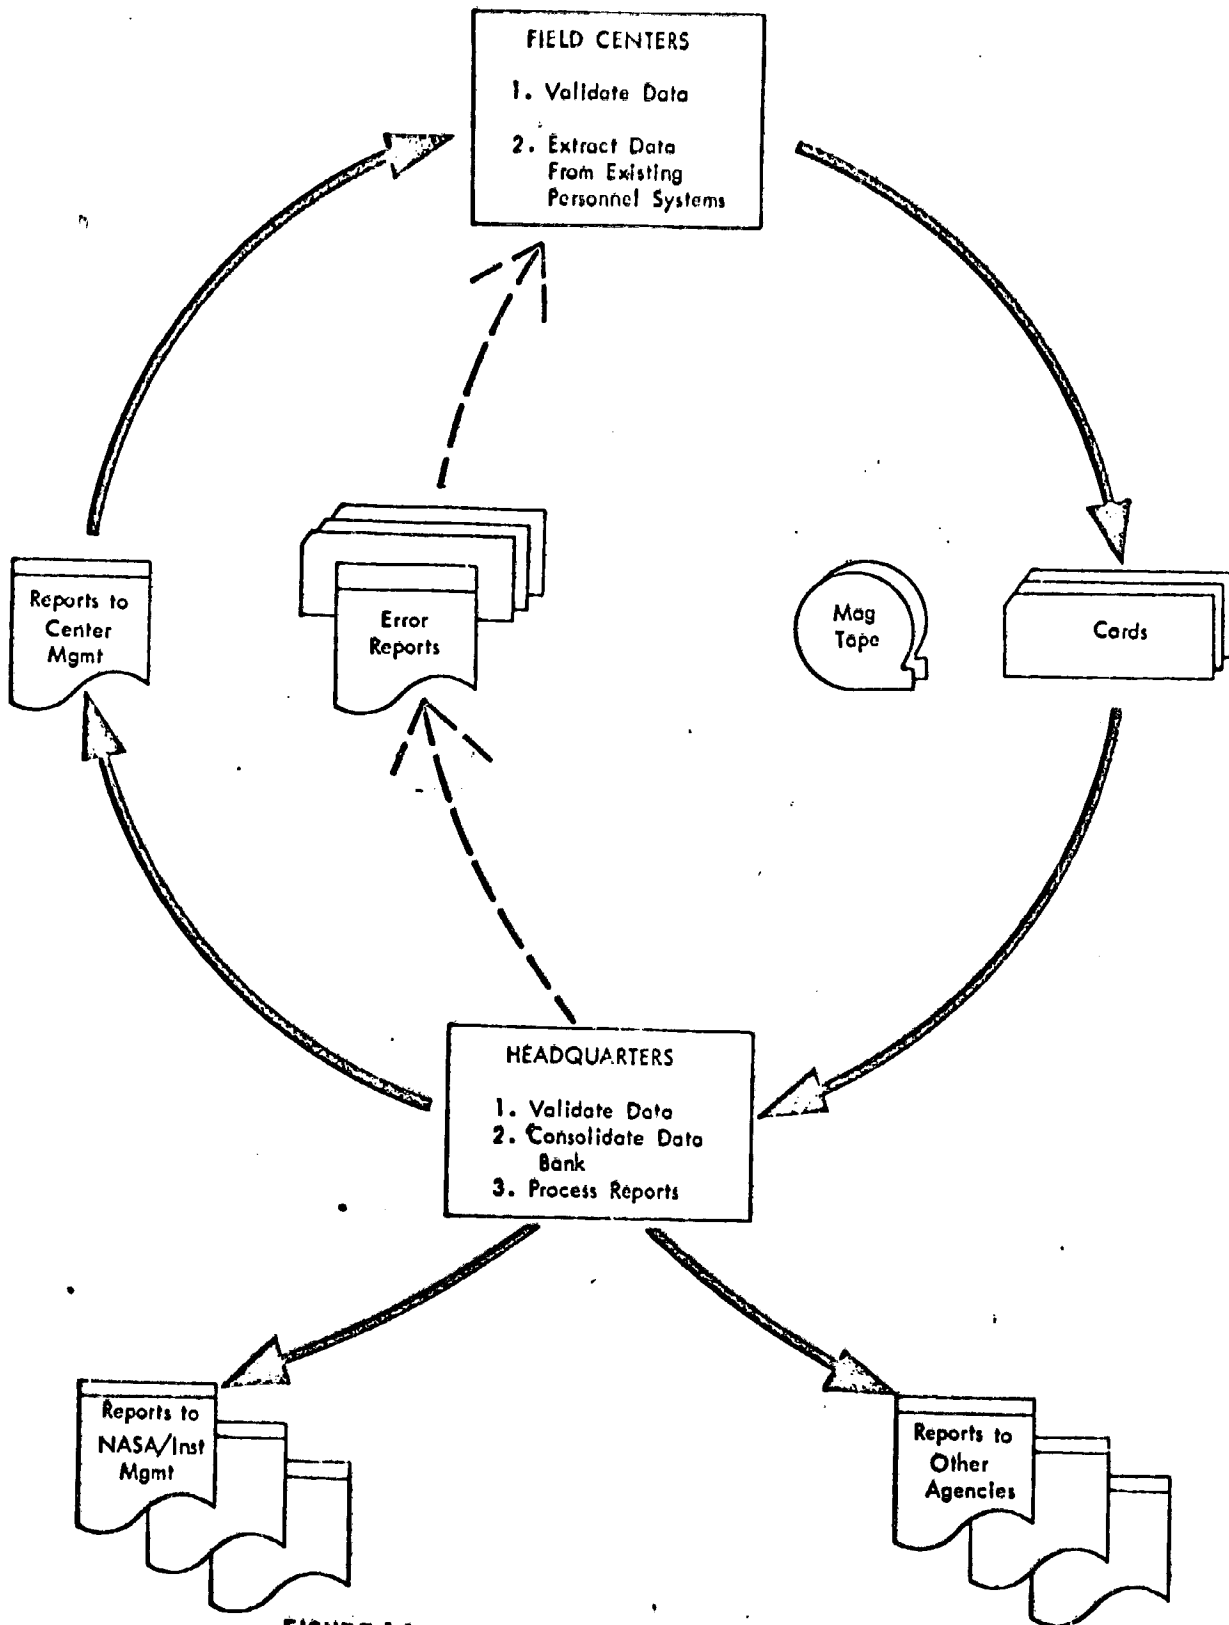 FIELD CENTERS
1. Validate Data
2. Extract Data
From Existing
Personnel Systems
Reports to
Center
Mgmt
Error
Reports
Mag
Tape
Cards
HEADQUARTERS
1. Validate Data
2. Consolidate Data
Bank
3. Process Reports
Reports to
NASA/Inst
Mgmt
Reports to
Other
Agencies